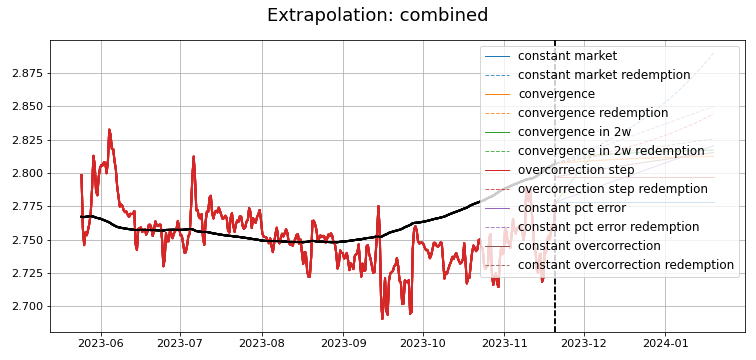 Extrapolation: combined
2.875
2.850
2.825
2.800
2.775
2.750
2.725
2.700
constant market
constant market redemption
convergence
convergence redemption
convergence in 2w
convergence in 2w redemption
overcorrection step
overcorrection step redemption
constant pct error
constant pct error redemption
constant overcorrection
constant overcorrection redemption
2023-06 2023-07 2023-08 2023-09 2023-10 2023-11 2023-12 2024-01